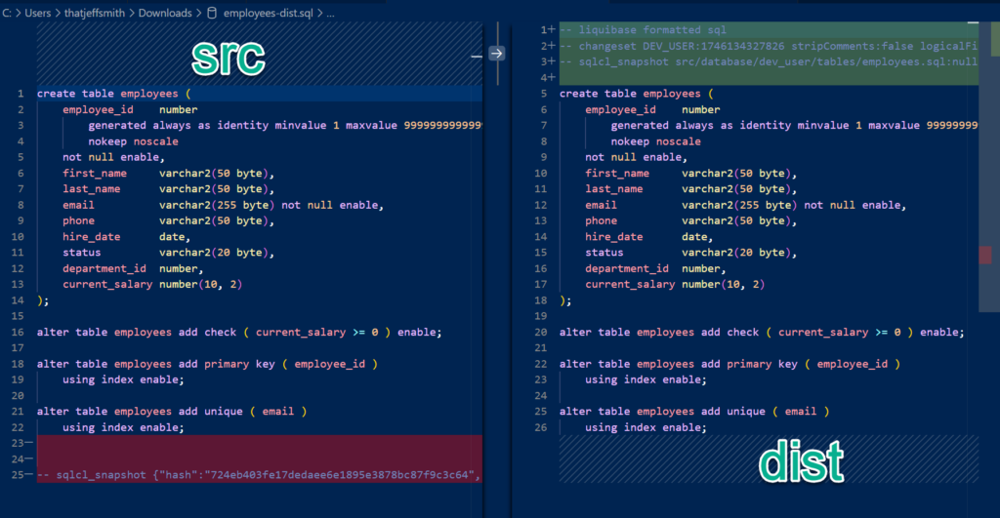 C: > Users > thatjeffsmith > Downloads > employees-dist.sql > ...
src
1 create table employees (
2 employee_id number
3 generated always as identity minvalue 1 maxvalue 9999999999999
4 nokeep noscale
5 not null enable,
6 first_name varchar2(50 byte),
7 last_name varchar2(50 byte),
8 email varchar2(255 byte) not null enable,
9 phone varchar2(50 byte),
10 hire_date date,
11 status varchar2(20 byte),
12 department_id number,
13 current_salary number(10, 2)
14 );
15
16 alter table employees add check ( current_salary >= 0 ) enable;
17
18 alter table employees add primary key ( employee_id )
19 using index enable;
20
21 alter table employees add unique ( email )
22 using index enable;
23—
24—
25— -- sqlcl_snapshot {"hash":"724eb403fe17dedaee6e1895e3878bc87f9c3c64",
1+ -- liquibase formatted sql
2+ -- changeset DEV_USER:1746134327826 stripComments:false logicalFi
3+ -- sqlcl_snapshot src/database/dev_user/tables/employees.sql:null
4+
5 create table employees (
6 employee_id number
7 generated always as identity minvalue 1 maxvalue 9999999
8 nokeep noscale
9 not null enable,
10 first_name varchar2(50 byte),
11 last_name varchar2(50 byte),
12 email varchar2(255 byte) not null enable,
13 phone varchar2(50 byte),
14 hire_date date,
15 status varchar2(20 byte),
16 department_id number,
17 current_salary number(10, 2)
18 );
19
20 alter table employees add check ( current_salary >= 0 ) enable;
21
22 alter table employees add primary key ( employee_id )
23 using index enable;
24
25 alter table employees add unique ( email )
26 using index enable;
dist